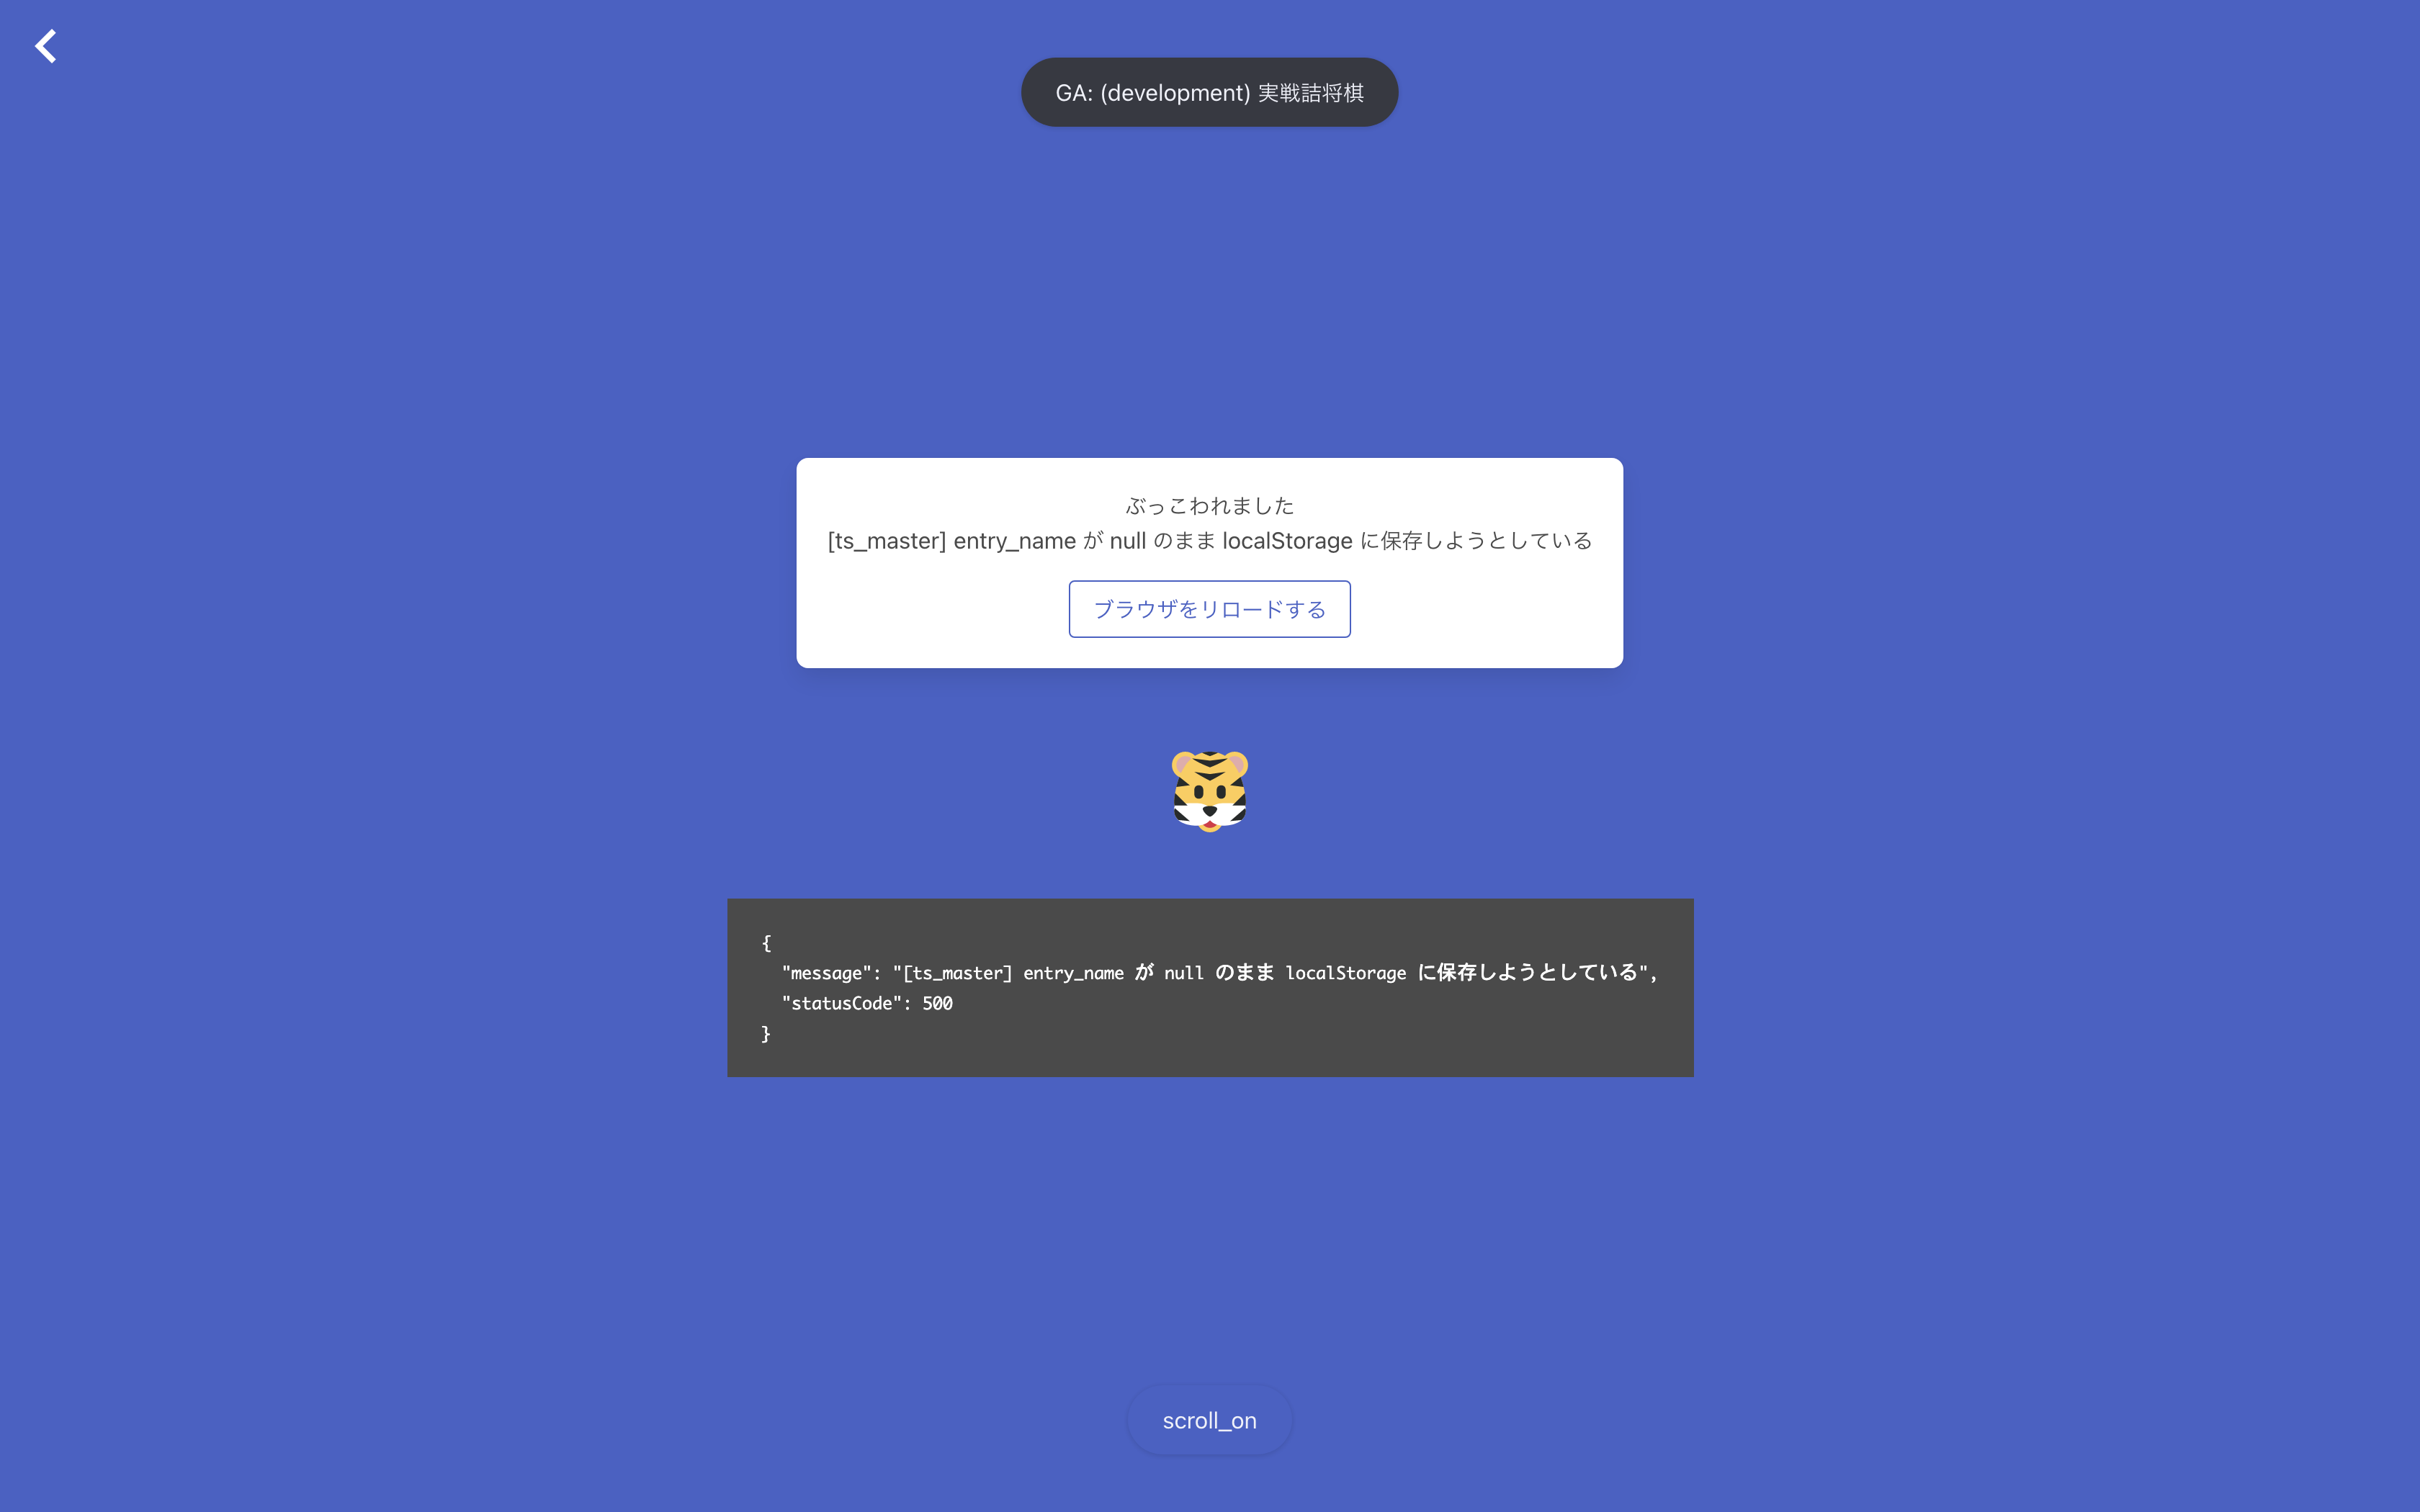 GA: (development) 実戦詰将棋
ぶっこわれました
[ts_master] entry_name が null のまま localStorage に保存しようとしている
ブラウザをリロードする
{
  "message": "[ts_master] entry_name が null のまま localStorage に保存しようとしている",
  "statusCode": 500
}
scroll_on